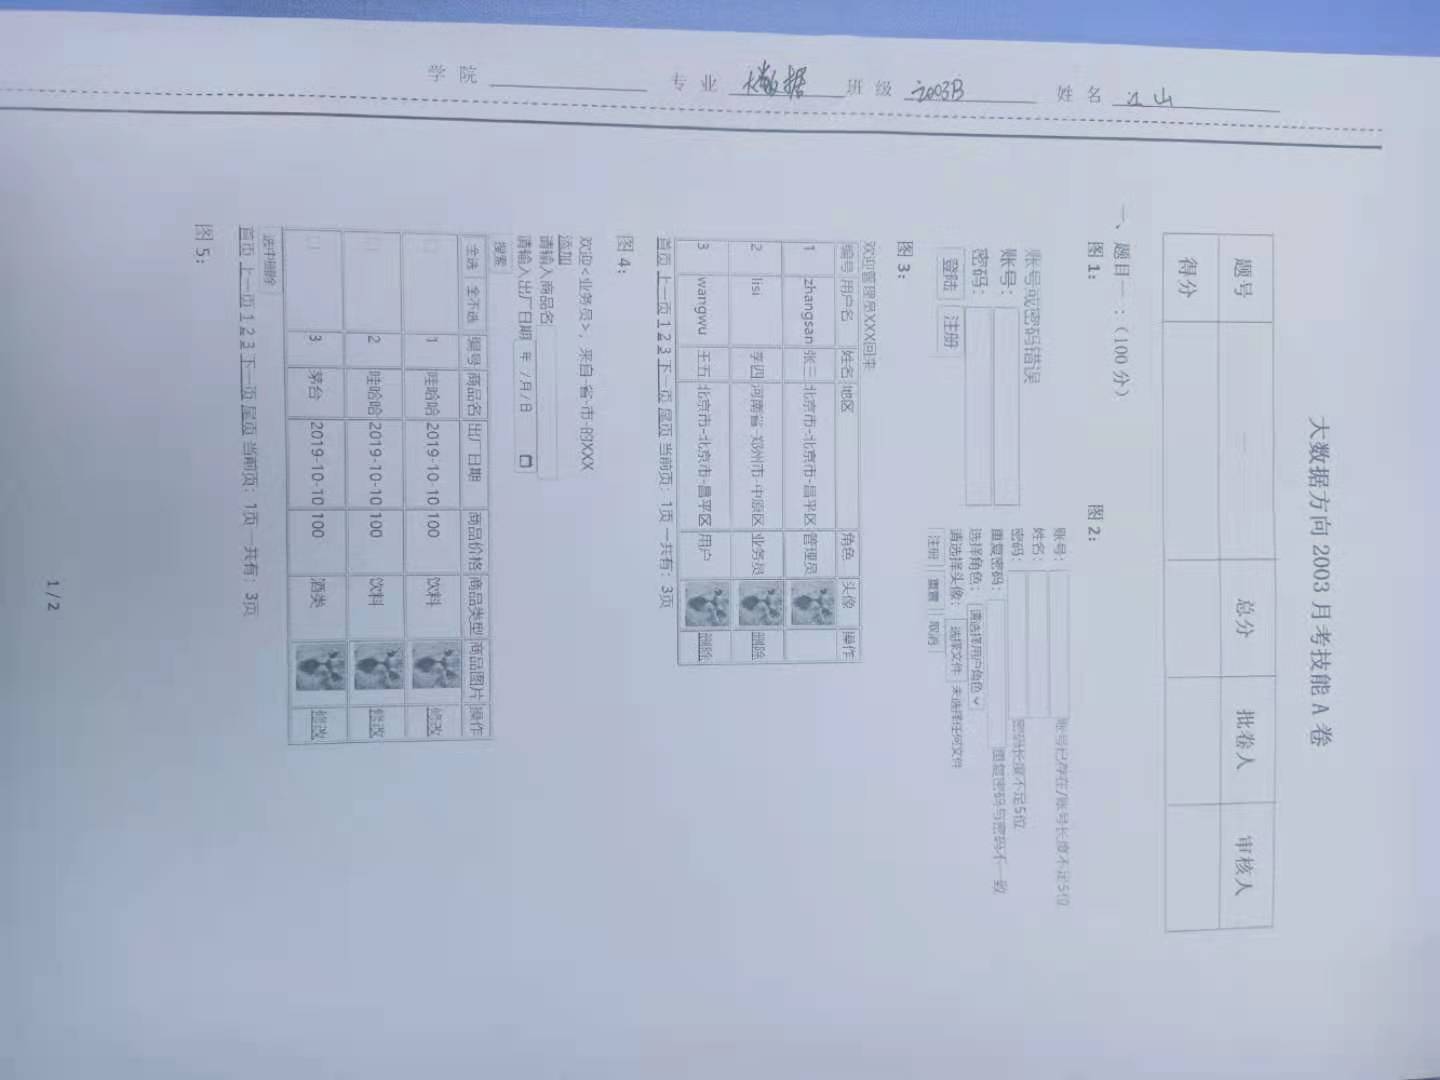 学 院 专 业 大数据 班 级 2003B 姓 名 江山
大数据方向 2003 月考技能 A 卷
题号 一 总分 批卷人 审核人
得分
一、题目一：（100 分）
图 1： 图 2：
账号或密码错误
账号：
密码：
登陆 注册
账号： 账号已存在/账号长度不足5位
姓名：
密码： 密码长度不足5位
重复密码： 重复密码与密码不一致
选择角色： 请选择用户角色
请选择头像： 选择文件 未选择任何文件
注册 重置 取消
图 3：
欢迎管理员XXX回来
编号 用户名 姓名 地区 角色 头像 操作
1 zhangsan 张三 北京市-北京市-昌平区 管理员
2 lisi 李四 河南省-郑州市-中原区 业务员 删除
3 wangwu 王五 北京市-北京市-昌平区 用户 删除
首页 上一页 1 2 3 下一页 尾页 当前页：1页 一共有：3页
图 4：
欢迎<业务员>，来自-省-市-的XXX
添加
请输入商品名
请输入出厂日期 年 /月/日
搜索
全选 全不选 编号 商品名 出厂日期 商品价格 商品类型 商品图片 操作
1 哇哈哈 2019-10-10 100 饮料 修改
2 哇哈哈 2019-10-10 100 饮料 修改
3 茅台 2019-10-10 100 酒类 修改
选中删除
首页 上一页 1 2 3 下一页 尾页 当前页：1页 一共有：3页
图 5：
1 / 2